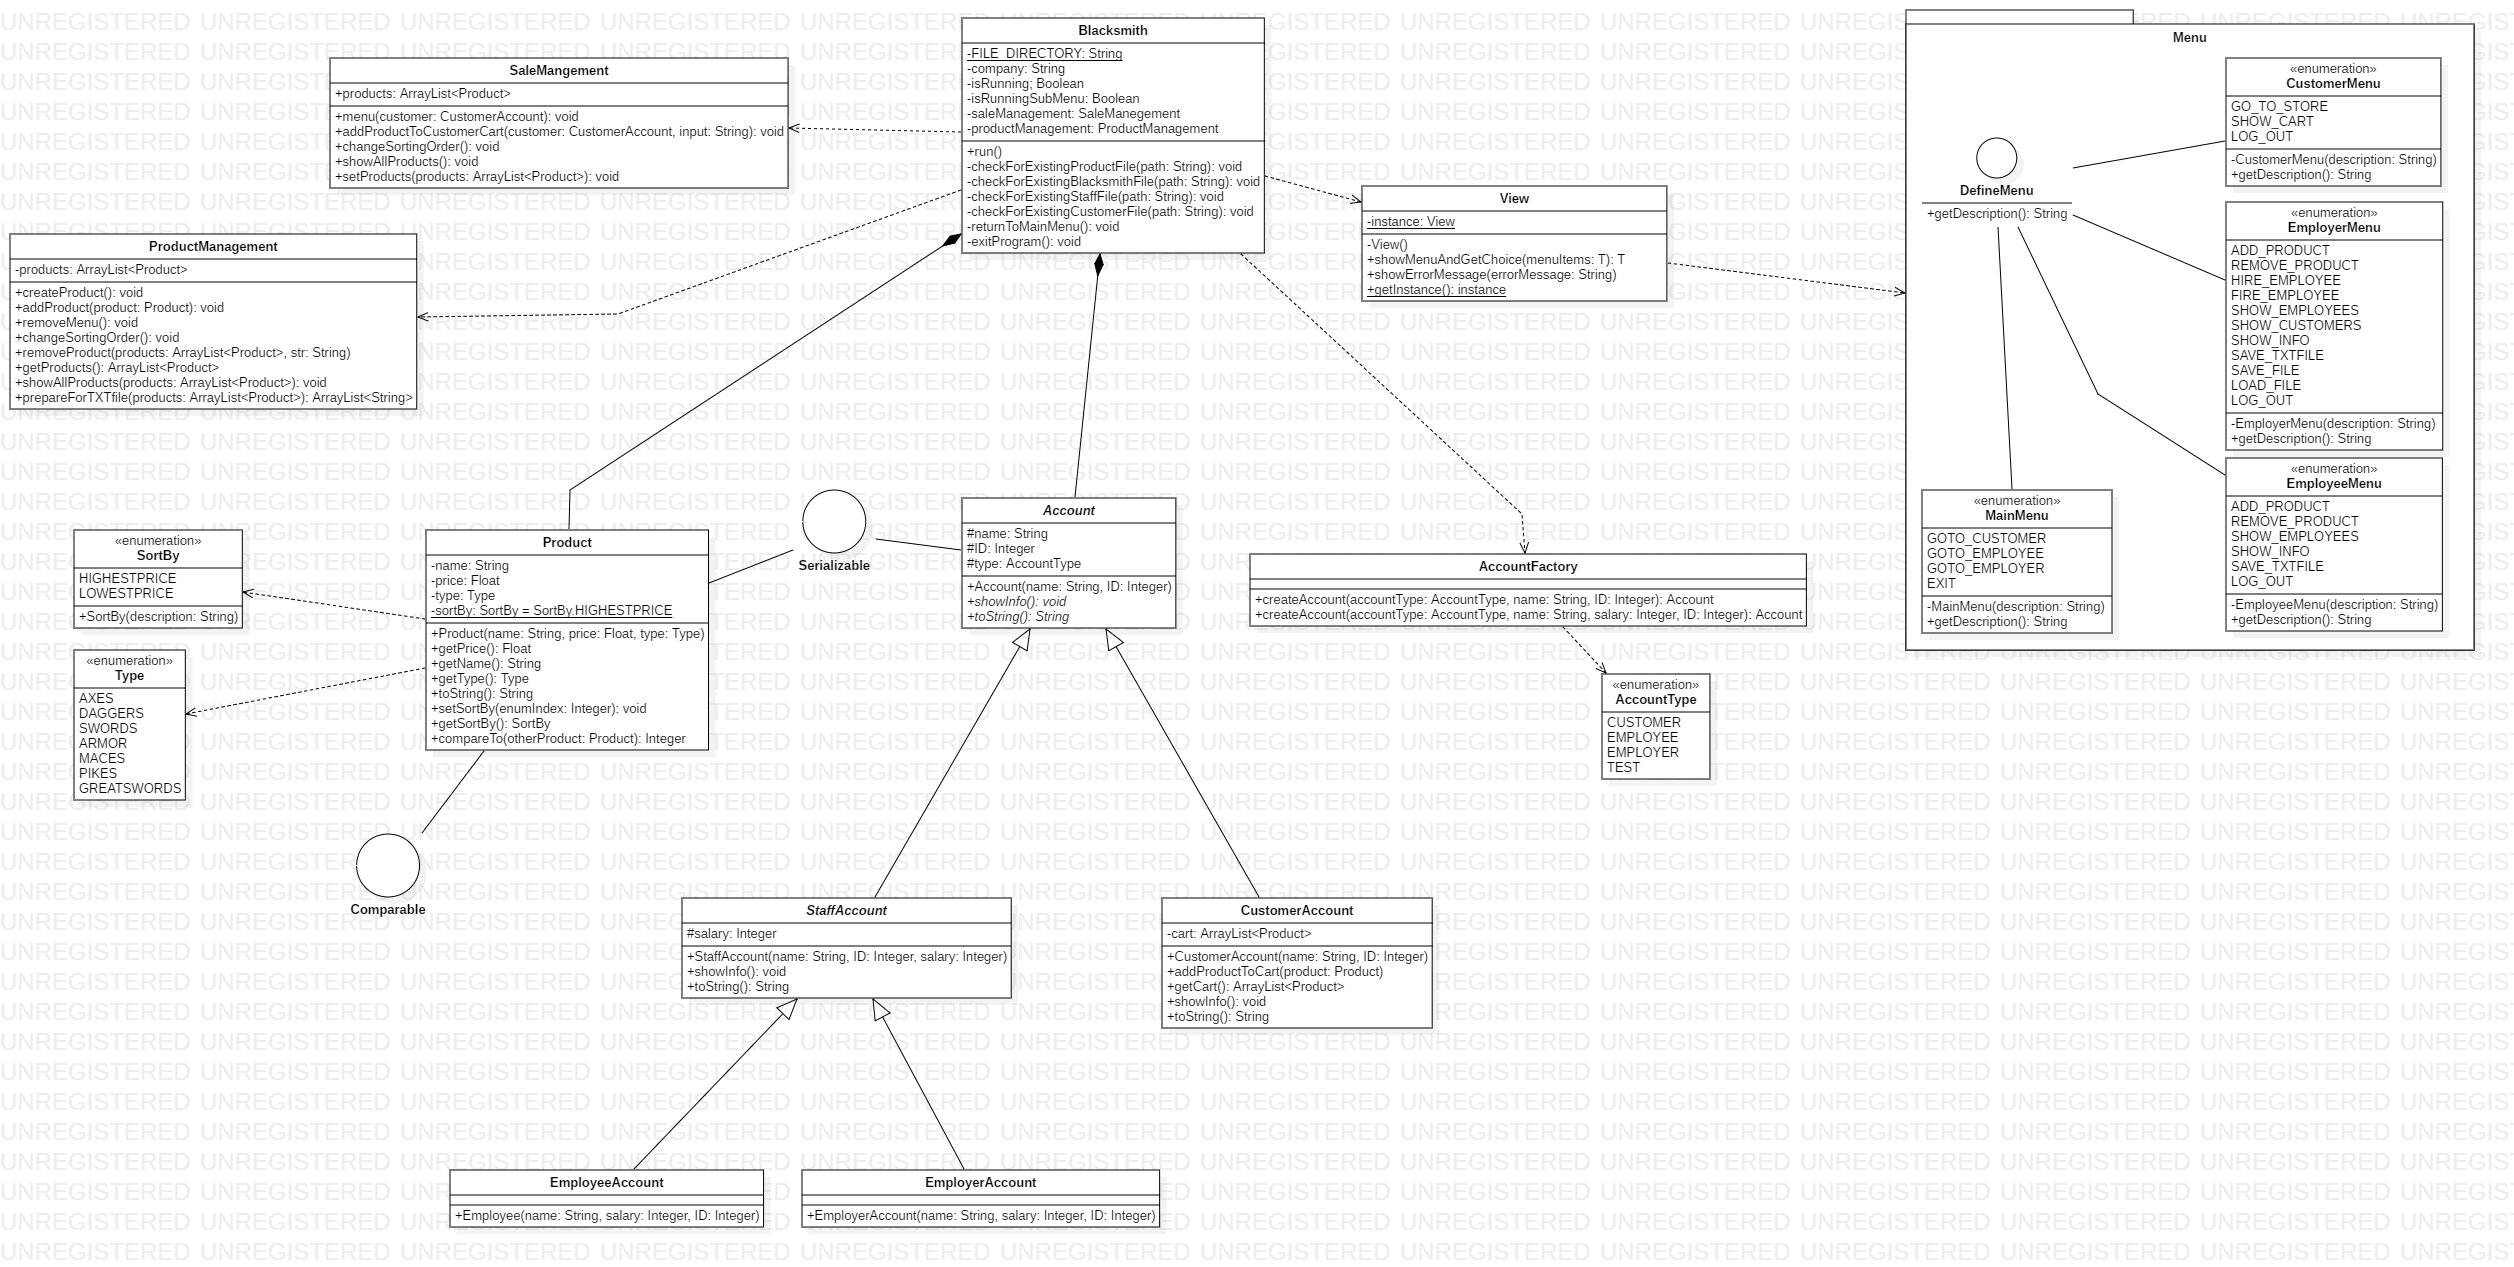 Blacksmith
-FILE_DIRECTORY: String
-company: String
-isRunning; Boolean
-isRunningSubMenu: Boolean
-saleManagement: SaleManegement
-productManagement: ProductManagement
+run()
-checkForExistingProductFile(path: String): void
-checkForExistingBlacksmithFile(path: String): void
-checkForExistingStaffFile(path: String): void
-checkForExistingCustomerFile(path: String): void
-returnToMainMenu(): void
-exitProgram(): void
SaleMangement
+products: ArrayList<Product>
+menu(customer: CustomerAccount): void
+addProductToCustomerCart(customer: CustomerAccount, input: String): void
+changeSortingOrder(): void
+showAllProducts(): void
+setProducts(products: ArrayList<Product>): void
ProductManagement
-products: ArrayList<Product>
+createProduct(): void
+addProduct(product: Product): void
+removeMenu(): void
+changeSortingOrder(): void
+removeProduct(products: ArrayList<Product>, str: String)
+getProducts(): ArrayList<Product>
+showAllProducts(products: ArrayList<Product>): void
+prepareForTXTfile(products: ArrayList<Product>): ArrayList<String>
View
-instance: View
-View()
+showMenuAndGetChoice(menuItems: T): T
+showErrorMessage(errorMessage: String)
+getInstance(): instance
Menu
DefineMenu
+getDescription(): String
«enumeration»
CustomerMenu
GO_TO_STORE
SHOW_CART
LOG_OUT
-CustomerMenu(description: String)
+getDescription(): String
«enumeration»
EmployerMenu
ADD_PRODUCT
REMOVE_PRODUCT
HIRE_EMPLOYEE
FIRE_EMPLOYEE
SHOW_EMPLOYEES
SHOW_CUSTOMERS
SHOW_INFO
SAVE_TXTFILE
SAVE_FILE
LOAD_FILE
LOG_OUT
-EmployerMenu(description: String)
+getDescription(): String
«enumeration»
EmployeeMenu
ADD_PRODUCT
REMOVE_PRODUCT
SHOW_EMPLOYEES
SHOW_INFO
SAVE_TXTFILE
LOG_OUT
-EmployeeMenu(description: String)
+getDescription(): String
«enumeration»
MainMenu
GOTO_CUSTOMER
GOTO_EMPLOYEE
GOTO_EMPLOYER
EXIT
-MainMenu(description: String)
+getDescription(): String
«enumeration»
SortBy
HIGHESTPRICE
LOWESTPRICE
+SortBy(description: String)
«enumeration»
Type
AXES
DAGGERS
SWORDS
ARMOR
MACES
PIKES
GREATSWORDS
Product
-name: String
-price: Float
-type: Type
-sortBy: SortBy = SortBy.HIGHESTPRICE
+Product(name: String, price: Float, type: Type)
+getPrice(): Float
+getName(): String
+getType(): Type
+toString(): String
+setSortBy(enumIndex: Integer): void
+getSortBy(): SortBy
+compareTo(otherProduct: Product): Integer
Serializable
Comparable
Account
#name: String
#ID: Integer
#type: AccountType
+Account(name: String, ID: Integer)
+showInfo(): void
+toString(): String
AccountFactory
+createAccount(accountType: AccountType, name: String, ID: Integer): Account
+createAccount(accountType: AccountType, name: String, salary: Integer, ID: Integer): Account
«enumeration»
AccountType
CUSTOMER
EMPLOYEE
EMPLOYER
TEST
StaffAccount
#salary: Integer
+StaffAccount(name: String, ID: Integer, salary: Integer)
+showInfo(): void
+toString(): String
CustomerAccount
-cart: ArrayList<Product>
+CustomerAccount(name: String, ID: Integer)
+addProductToCart(product: Product)
+getCart(): ArrayList<Product>
+showInfo(): void
+toString(): String
EmployeeAccount
+Employee(name: String, salary: Integer, ID: Integer)
EmployerAccount
+EmployerAccount(name: String, salary: Integer, ID: Integer)
UNREGISTERED